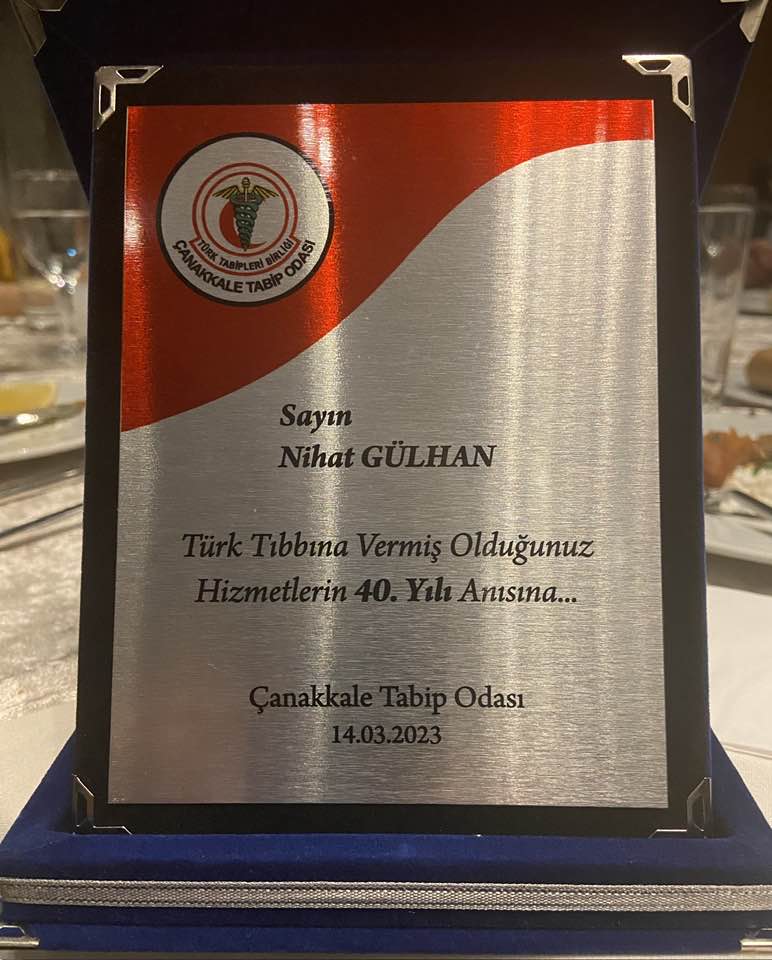 TÜRK TABİPLERİ BİRLİĞİ
ÇANAKKALE TABİP ODASI
Sayın
Nihat GÜLHAN
Türk Tıbbına Vermiş Olduğunuz
Hizmetlerin 40. Yılı Anısına...
Çanakkale Tabip Odası
14.03.2023